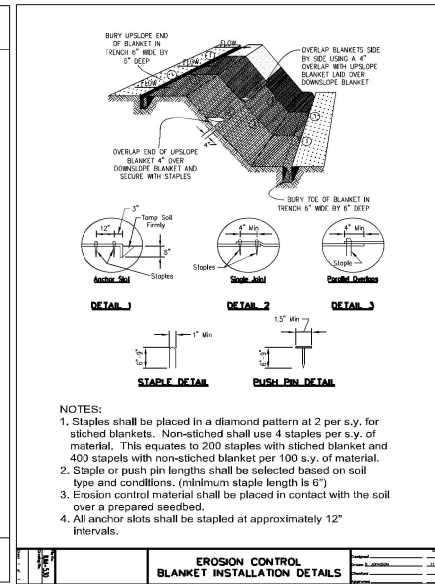 BURY UPSLOPE END
OF BLANKET IN
TRENCH 6" WIDE BY
6" DEEP
FLOW
FLOW
FLOW
OVERLAP BLANKETS SIDE
BY SIDE USING A 4"
OVERLAP WITH UPSLOPE
BLANKET LAID OVER
DOWNSLOPE BLANKET
4"
OVERLAP END OF UPSLOPE
BLANKET 4" OVER
DOWNSLOPE BLANKET AND
SECURE WITH STAPLES
BURY TOE OF BLANKET IN
TRENCH 6" WIDE BY 6" DEEP
3"
12"
Tamp Soil
Firmly
6"
Staples
Anchor Slot
DETAIL 1
4" Min
Staples
Single Joint
DETAIL 2
4" Min
Staple
Parallel Overlaps
DETAIL 3
1" Min
6"-9"
STAPLE DETAIL
1.5" Min
6"-9"
PUSH PIN DETAIL
NOTES:
1. Staples shall be placed in a diamond pattern at 2 per s.y. for
stiched blankets. Non-stiched shall use 4 staples per s.y. of
material. This equates to 200 staples with stiched blanket and
400 stapels with non-stiched blanket per 100 s.y. of material.
2. Staple or push pin lengths shall be selected based on soil
type and conditions. (minimum staple length is 6")
3. Erosion control material shall be placed in contact with the soil
over a prepared seedbed.
4. All anchor slots shall be stapled at approximately 12"
intervals.
EROSION CONTROL
BLANKET INSTALLATION DETAILS
Designed
Drawn D. JOHNSON
Checked
Approved